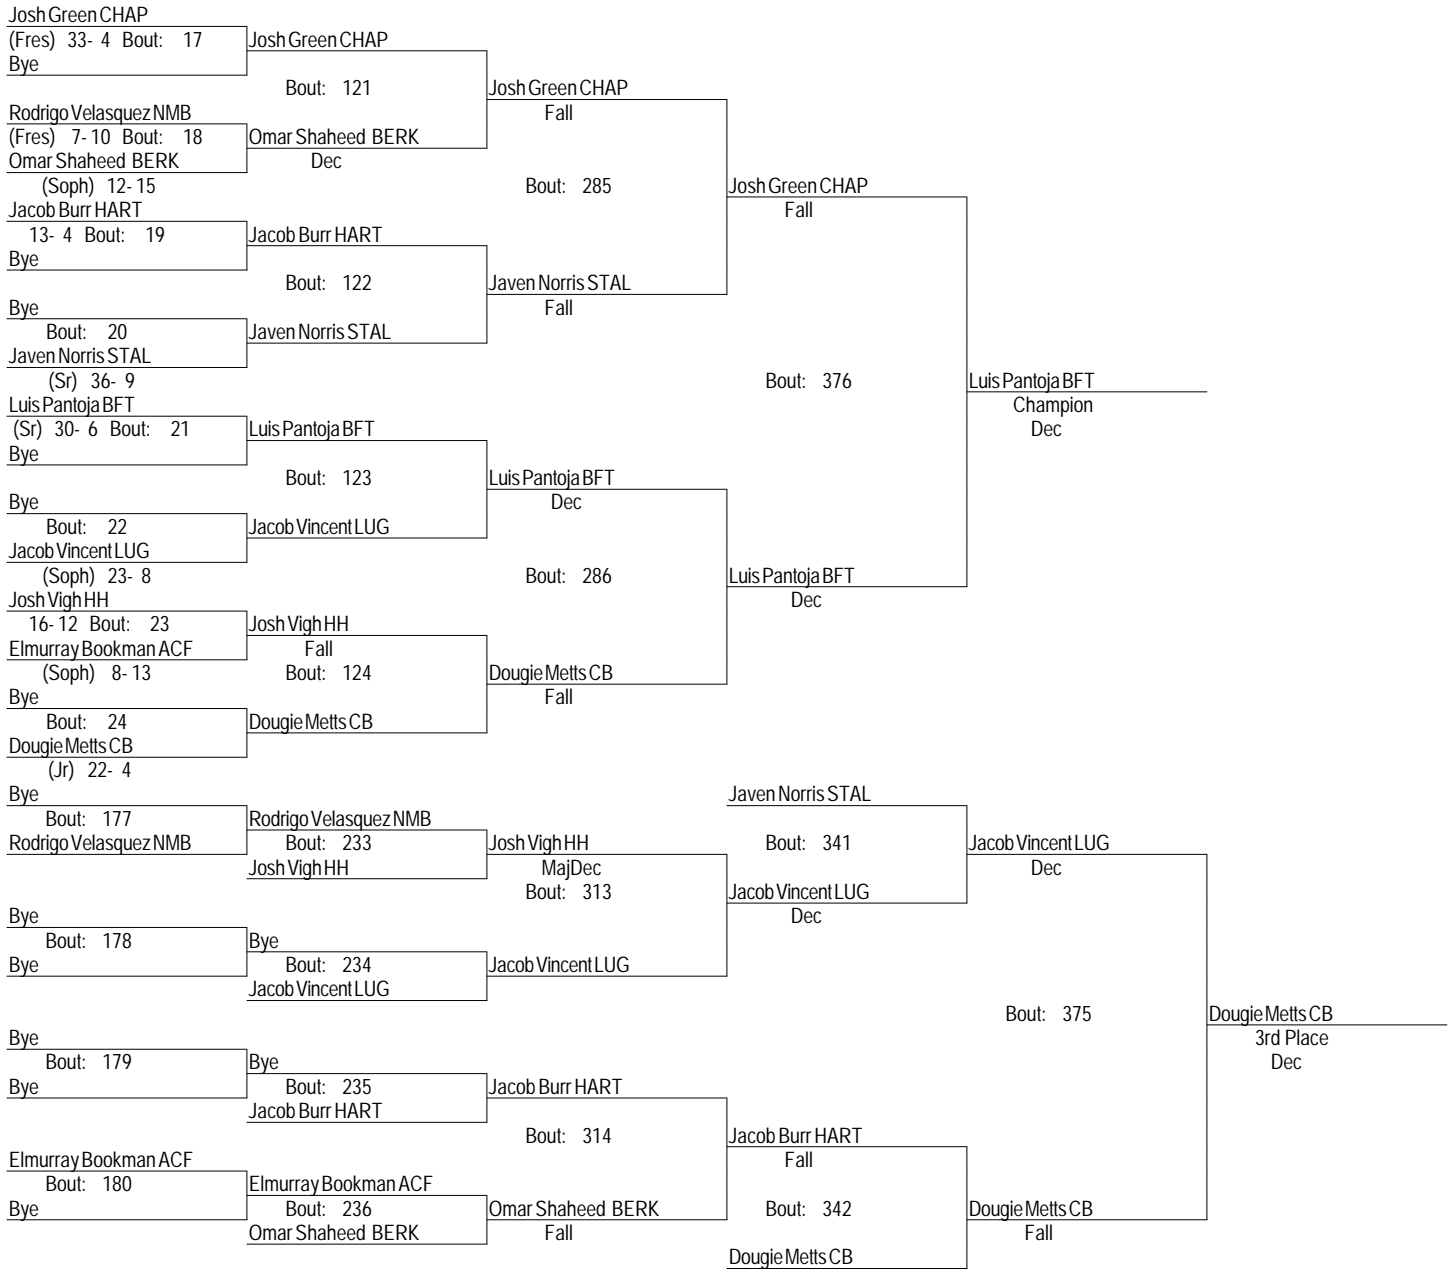 Josh Green CHAP
(Fres) 33- 4 Bout: 17 Josh Green CHAP
Bye
Bout: 121 Josh Green CHAP
Rodrigo Velasquez NMB Fall
(Fres) 7- 10 Bout: 18 Omar Shaheed BERK
Omar Shaheed BERK Dec
(Soph) 12- 15 Bout: 285 Josh Green CHAP
Jacob Burr HART Fall
13- 4 Bout: 19 Jacob Burr HART
Bye
Bout: 122 Javen Norris STAL
Bye Fall
Bout: 20 Javen Norris STAL
Javen Norris STAL
(Sr) 36- 9 Bout: 376 Luis Pantoja BFT
Luis Pantoja BFT Champion
(Sr) 30- 6 Bout: 21 Luis Pantoja BFT Dec
Bye
Bout: 123 Luis Pantoja BFT
Bye Dec
Bout: 22 Jacob Vincent LUG
Jacob Vincent LUG
(Soph) 23- 8 Bout: 286 Luis Pantoja BFT
Josh Vigh HH Dec
16- 12 Bout: 23 Josh Vigh HH
Elmurray Bookman ACF Fall
(Soph) 8- 13 Bout: 124 Dougie Metts CB
Bye Fall
Bout: 24 Dougie Metts CB
Dougie Metts CB
(Jr) 22- 4
Bye Javen Norris STAL
Bout: 177 Rodrigo Velasquez NMB
Rodrigo Velasquez NMB Bout: 233 Josh Vigh HH Bout: 341 Jacob Vincent LUG
Josh Vigh HH MajDec Dec
Bout: 313 Jacob Vincent LUG
Bye Dec
Bout: 178 Bye
Bye Bout: 234 Jacob Vincent LUG
Jacob Vincent LUG
Bout: 375 Dougie Metts CB
Bye 3rd Place
Bout: 179 Bye Dec
Bye Bout: 235 Jacob Burr HART
Jacob Burr HART
Bout: 314 Jacob Burr HART
Elmurray Bookman ACF Fall
Bout: 180 Elmurray Bookman ACF
Bye Bout: 236 Omar Shaheed BERK Bout: 342 Dougie Metts CB
Omar Shaheed BERK Fall Fall
Dougie Metts CB